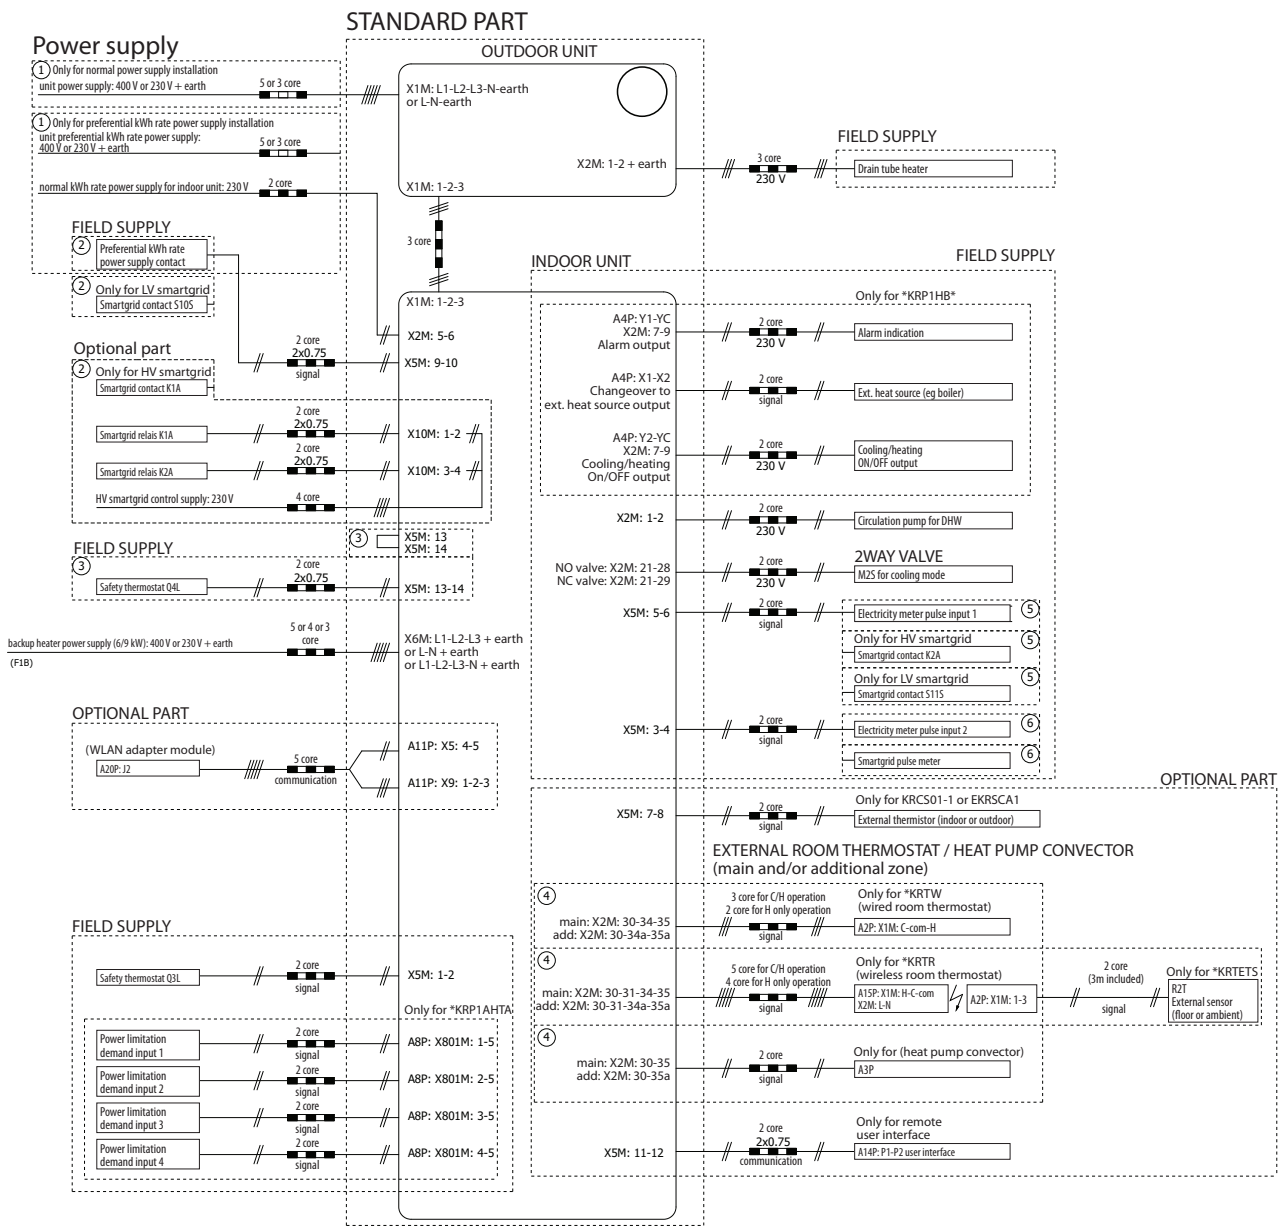 STANDARD PART
Power supply
OUTDOOR UNIT
1 Only for normal power supply installation
unit power supply: 400 V or 230 V + earth
5 or 3 core
X1M: L1-L2-L3-N-earth
or L-N-earth
1 Only for preferential kWh rate power supply installation
unit preferential kWh rate power supply:
400 V or 230 V + earth
5 or 3 core
normal kWh rate power supply for indoor unit: 230 V
2 core
X2M: 1-2 + earth
X1M: 1-2-3
3 core
230 V
FIELD SUPPLY
Drain tube heater
3 core
FIELD SUPPLY
2
Preferential kWh rate
power supply contact
2 Only for LV smartgrid
Smartgrid contact S10S
X1M: 1-2-3
X2M: 5-6
2 core
2x0.75
signal
X5M: 9-10
Optional part
2 Only for HV smartgrid
Smartgrid contact K1A
Smartgrid relais K1A
2 core
2x0.75
X10M: 1-2
Smartgrid relais K2A
2 core
2x0.75
X10M: 3-4
HV smartgrid control supply: 230 V
4 core
3
X5M: 13
X5M: 14
FIELD SUPPLY
3
Safety thermostat Q4L
2 core
2x0.75
X5M: 13-14
backup heater power supply (6/9 kW): 400 V or 230 V + earth
(F1B)
5 or 4 or 3
core
X6M: L1-L2-L3 + earth
or L-N + earth
or L1-L2-L3-N + earth
OPTIONAL PART
(WLAN adapter module)
A20P: J2
5 core
communication
A11P: X5: 4-5
A11P: X9: 1-2-3
FIELD SUPPLY
Safety thermostat Q3L
2 core
signal
X5M: 1-2
Only for *KRP1AHTA
Power limitation
demand input 1
2 core
signal
A8P: X801M: 1-5
Power limitation
demand input 2
2 core
signal
A8P: X801M: 2-5
Power limitation
demand input 3
2 core
signal
A8P: X801M: 3-5
Power limitation
demand input 4
2 core
signal
A8P: X801M: 4-5
INDOOR UNIT
FIELD SUPPLY
Only for *KRP1HB*
A4P: Y1-YC
X2M: 7-9
Alarm output
2 core
230 V
Alarm indication
A4P: X1-X2
Changeover to
ext. heat source output
2 core
signal
Ext. heat source (eg boiler)
A4P: Y2-YC
X2M: 7-9
Cooling/heating
On/OFF output
2 core
230 V
Cooling/heating
ON/OFF output
X2M: 1-2
2 core
230 V
Circulation pump for DHW
2WAY VALVE
NO valve: X2M: 21-28
NC valve: X2M: 21-29
2 core
230 V
M2S for cooling mode
X5M: 5-6
2 core
signal
Electricity meter pulse input 1
5
Only for HV smartgrid
Smartgrid contact K2A
5
Only for LV smartgrid
Smartgrid contact S11S
5
X5M: 3-4
2 core
signal
Electricity meter pulse input 2
6
Smartgrid pulse meter
6
OPTIONAL PART
X5M: 7-8
2 core
signal
Only for KRCS01-1 or EKRSCA1
External thermistor (indoor or outdoor)
EXTERNAL ROOM THERMOSTAT / HEAT PUMP CONVECTOR
(main and/or additional zone)
4
main: X2M: 30-34-35
add: X2M: 30-34a-35a
3 core for C/H operation
2 core for H only operation
signal
Only for *KRTW
(wired room thermostat)
A2P: X1M: C-com-H
4
main: X2M: 30-31-34-35
add: X2M: 30-31-34a-35a
5 core for C/H operation
4 core for H only operation
signal
Only for *KRTR
(wireless room thermostat)
A15P: X1M: H-C-com
X2M: L-N
A2P: X1M: 1-3
2 core
(3m included)
signal
Only for *KRTETS
R2T
External sensor
(floor or ambient)
4
main: X2M: 30-35
add: X2M: 30-35a
2 core
signal
Only for (heat pump convector)
A3P
X5M: 11-12
2 core
2x0.75
communication
Only for remote
user interface
A14P: P1-P2 user interface